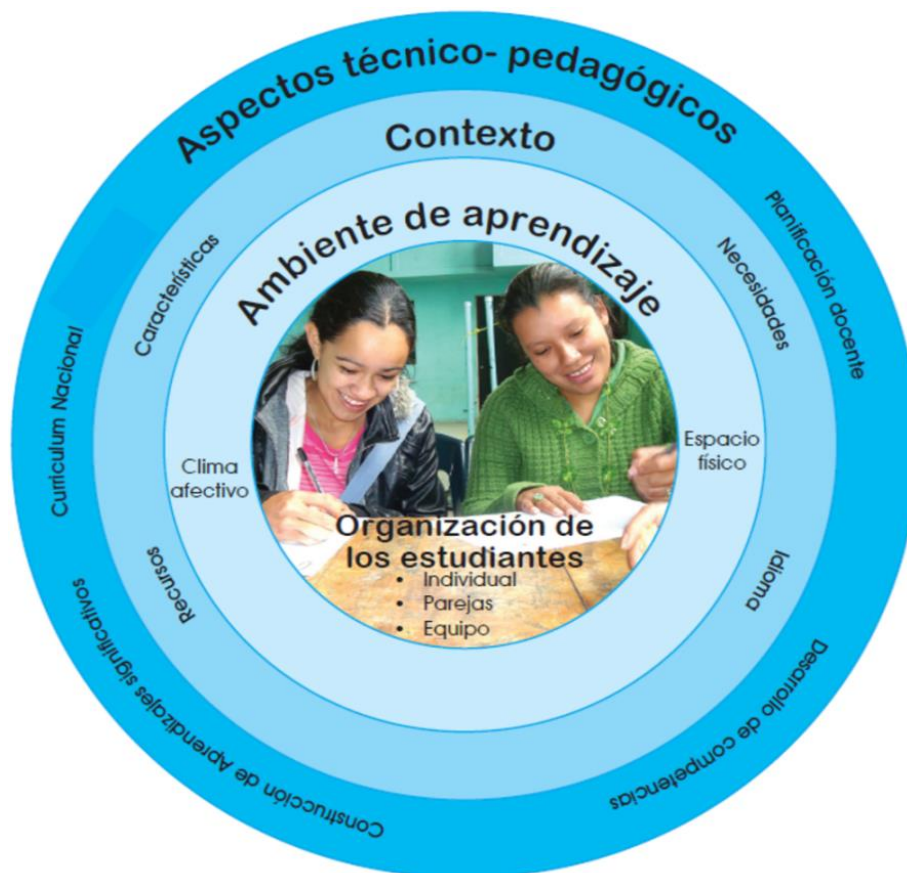 Aspectos técnico- pedagógicos
Contexto
Ambiente de aprendizaje
Características
Necesidades
Planificación docente
Curriculum Nacional
Clima
afectivo
Espacio
físico
Organización de
los estudiantes
• Individual
• Parejas
• Equipo
Recursos
Idioma
Construcción de Aprendizajes significativos
Desarrollo de competencias